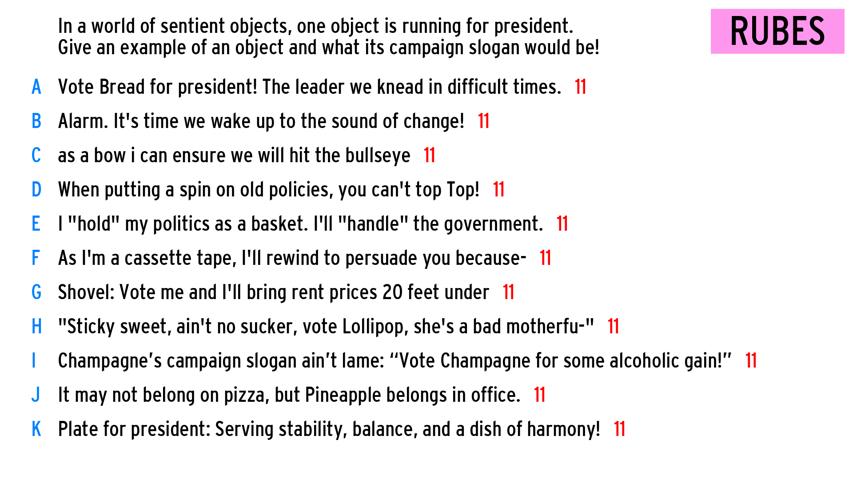 In a world of sentient objects, one object is running for president.
Give an example of an object and what its campaign slogan would be!
RUBES
A Vote Bread for president! The leader we knead in difficult times. 11
B Alarm. It's time we wake up to the sound of change! 11
C as a bow i can ensure we will hit the bullseye 11
D When putting a spin on old policies, you can't top Top! 11
E I "hold" my politics as a basket. I'll "handle" the government. 11
F As I'm a cassette tape, I'll rewind to persuade you because- 11
G Shovel: Vote me and I'll bring rent prices 20 feet under 11
H "Sticky sweet, ain't no sucker, vote Lollipop, she's a bad motherfu-" 11
I Champagne’s campaign slogan ain’t lame: “Vote Champagne for some alcoholic gain!” 11
J It may not belong on pizza, but Pineapple belongs in office. 11
K Plate for president: Serving stability, balance, and a dish of harmony! 11